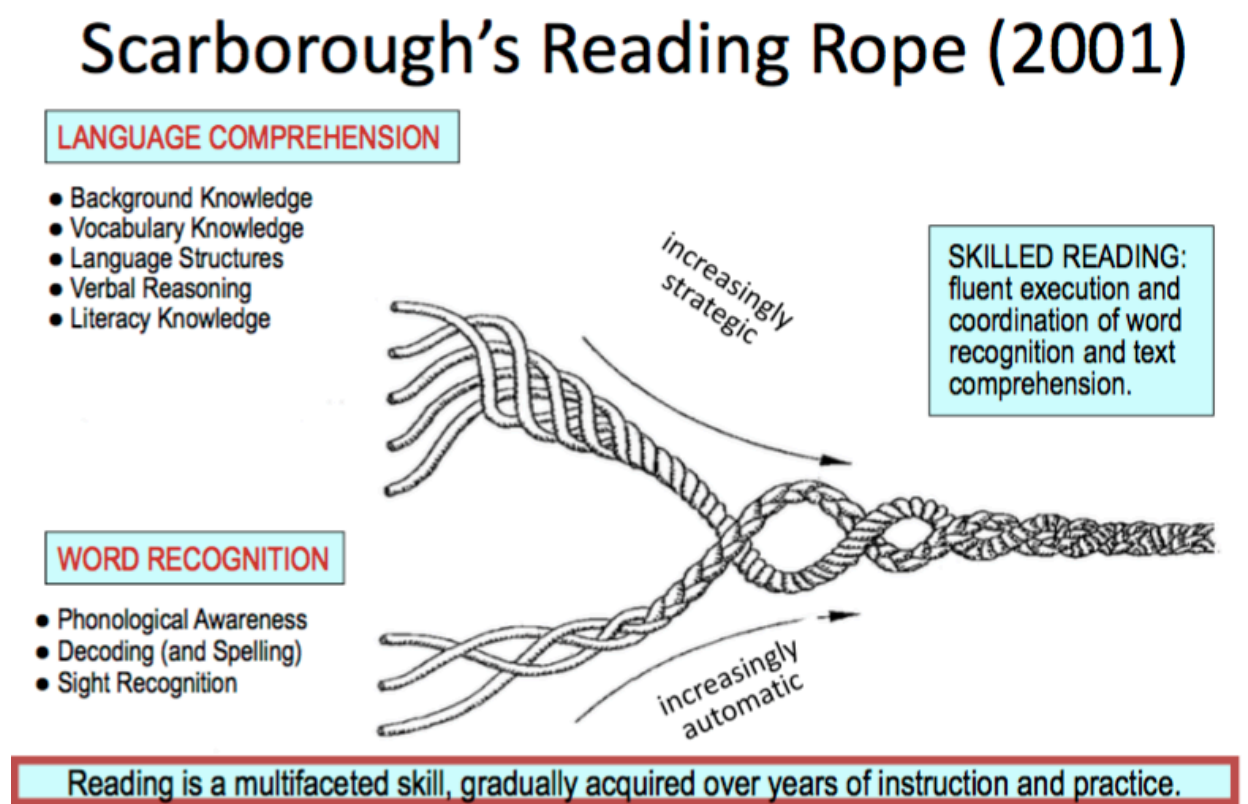 Scarborough's Reading Rope (2001)
LANGUAGE COMPREHENSION
● Background Knowledge
● Vocabulary Knowledge
● Language Structures
● Verbal Reasoning
● Literacy Knowledge
increasingly
strategic
SKILLED READING:
fluent execution and
coordination of word
recognition and text
comprehension.
WORD RECOGNITION
● Phonological Awareness
● Decoding (and Spelling)
● Sight Recognition
increasingly
automatic
Reading is a multifaceted skill, gradually acquired over years of instruction and practice.